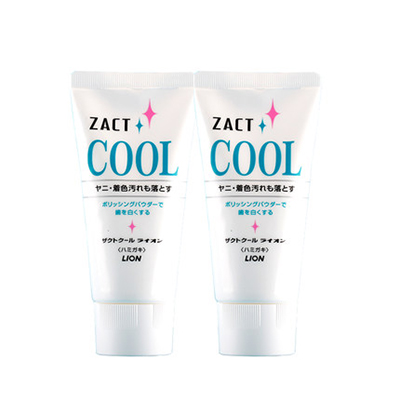 ZACT
COOL
ヤニ・着色汚れも落とす
ポリッシングパウダーで
歯を白くする
ザクトクール ライオン
〈ハミガキ〉
LION
ZACT
COOL
ヤニ・着色汚れも落とす
ポリッシングパウダーで
歯を白くする
ザクトクール ライオン
〈ハミガキ〉
LION